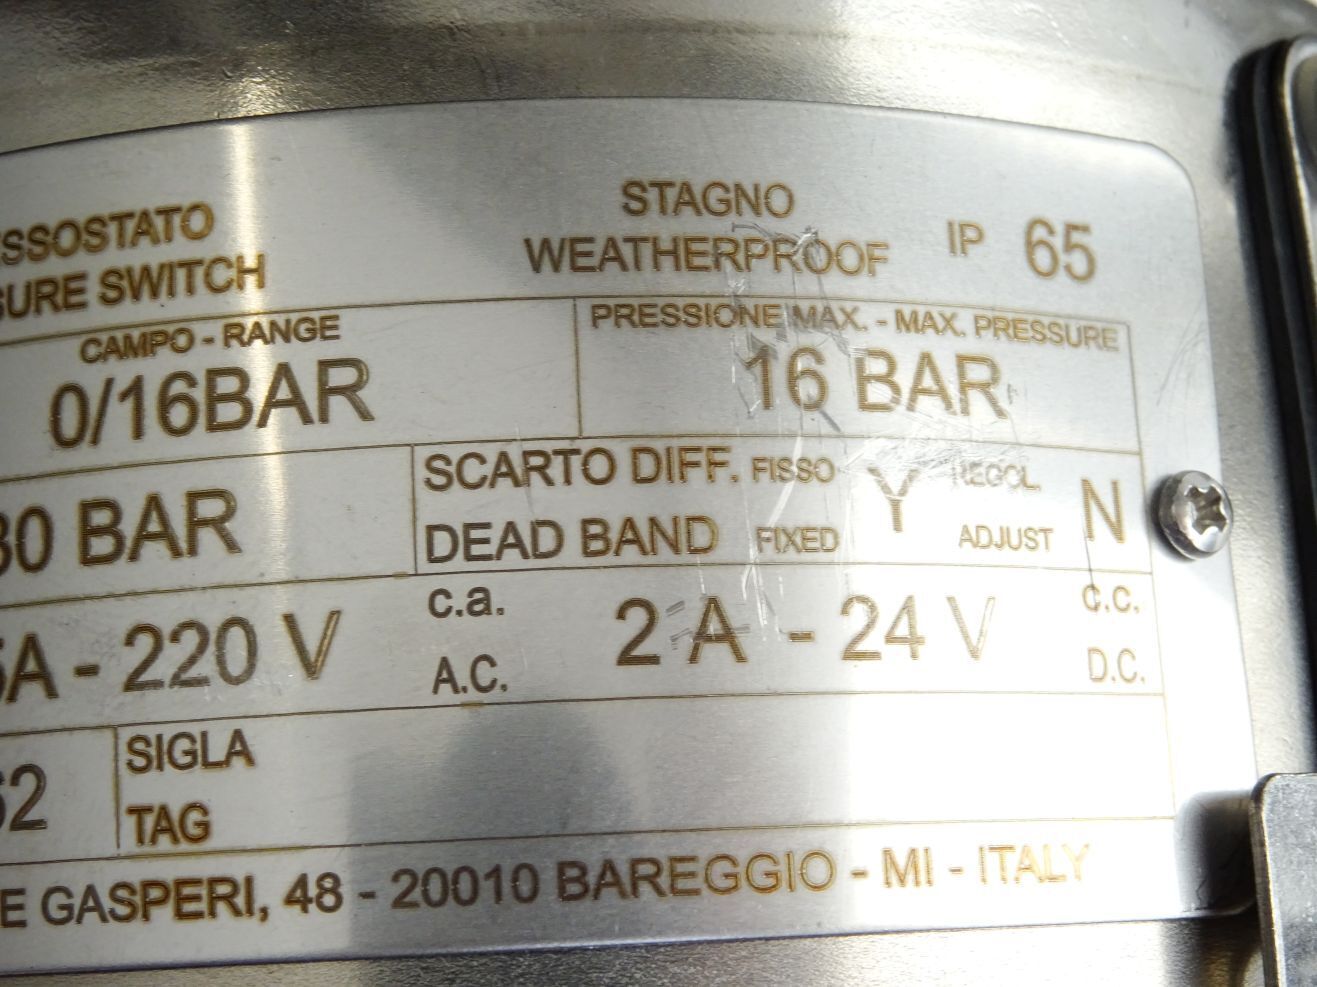 SSOSTATO
SURE SWITCH
STAGNO
WEATHERPROOF
IP 65
CAMPO - RANGE
0/16BAR
PRESSIONE MAX. - MAX. PRESSURE
16 BAR
30 BAR
SCARTO DIFF. FISSO Y REGOL. N
DEAD BAND FIXED ADJUST
5A - 220 V c.a. A.C.
2 A - 24 V c.c. D.C.
62
SIGLA
TAG
E GASPERI, 48 - 20010 BAREGGIO - MI - ITALY